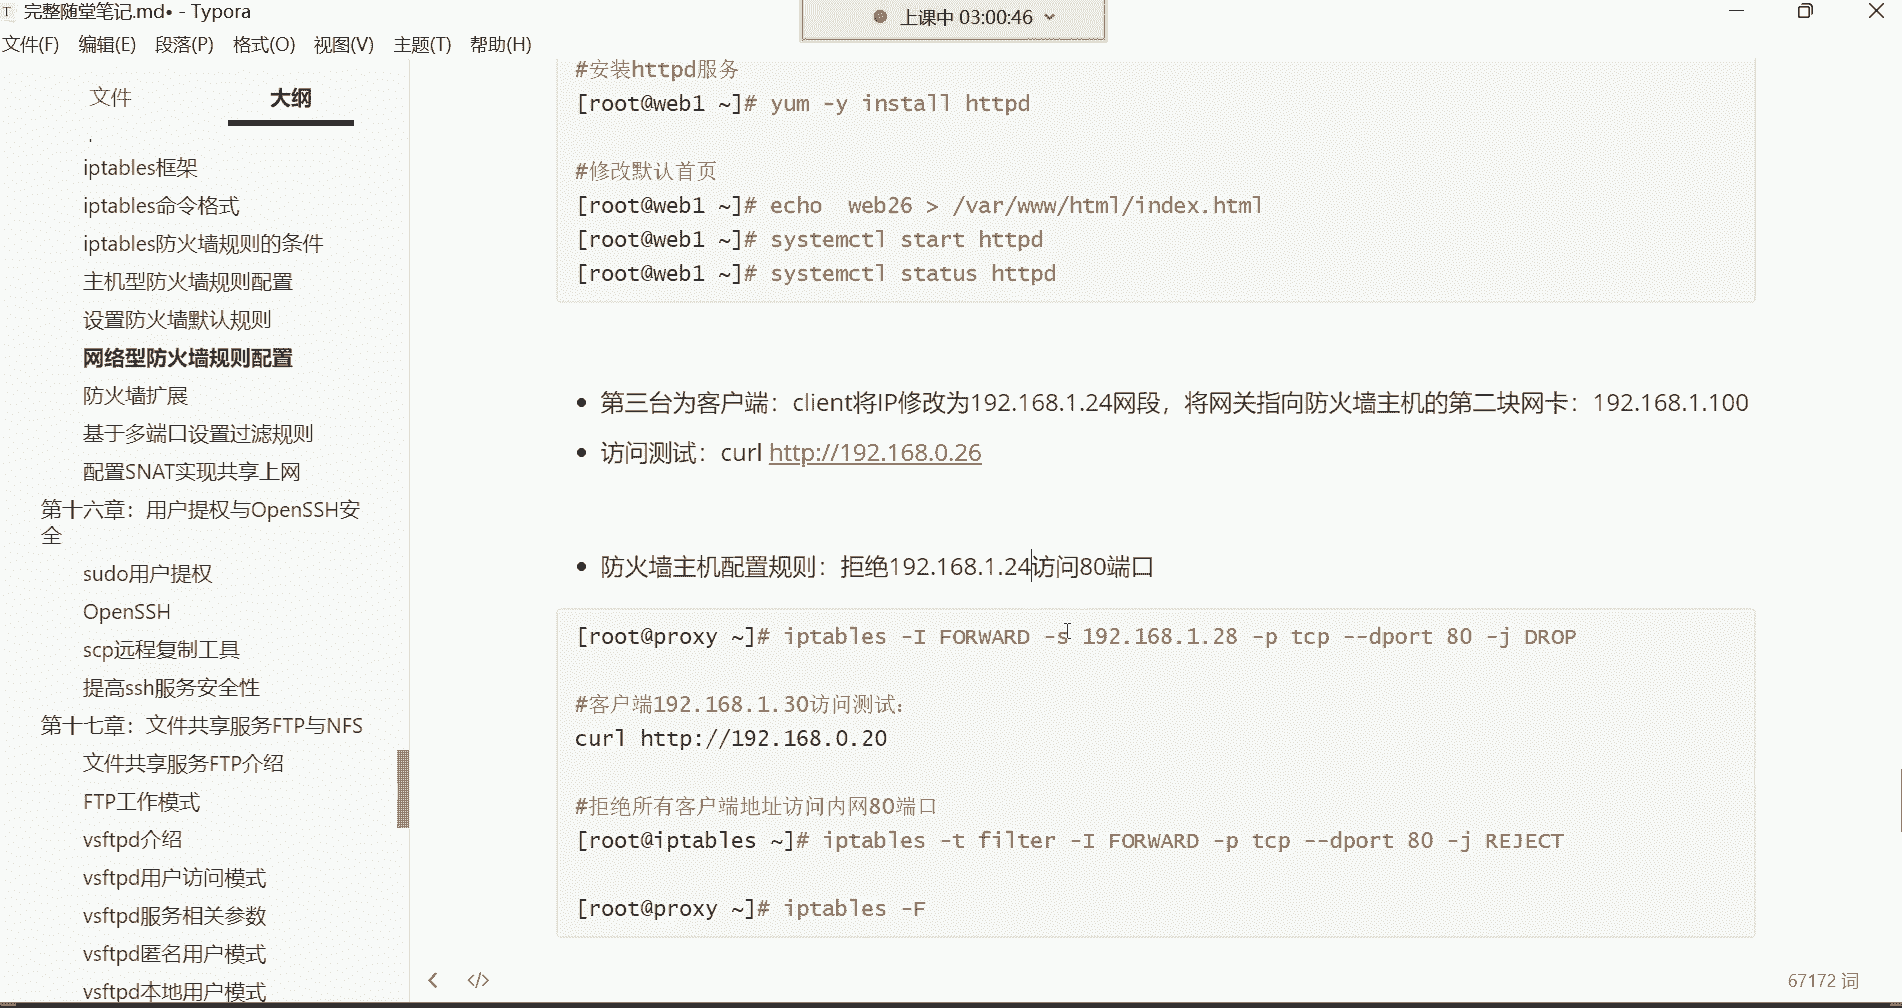 完整随堂笔记.md• - Typora
上课中 03:00:46
文件(F) 编辑(E) 段落(P) 格式(O) 视图(V) 主题(T) 帮助(H)
文件 大纲
iptables框架
iptables命令格式
iptables防火墙规则的条件
主机型防火墙规则配置
设置防火墙默认规则
网络型防火墙规则配置
防火墙扩展
基于多端口设置过滤规则
配置SNAT实现共享上网
第十六章：用户提权与OpenSSH安
全
sudo用户提权
OpenSSH
scp远程复制工具
提高ssh服务安全性
第十七章：文件共享服务FTP与NFS
文件共享服务FTP介绍
FTP工作模式
vsftpd介绍
vsftpd用户访问模式
vsftpd服务相关参数
vsftpd匿名用户模式
vsftpd本地用户模式
#安装httpd服务
[root@web1 ~]# yum -y install httpd
#修改默认首页
[root@web1 ~]# echo  web26 > /var/www/html/index.html
[root@web1 ~]# systemctl start httpd
[root@web1 ~]# systemctl status httpd
• 第三台为客户端：client将IP修改为192.168.1.24网段，将网关指向防火墙主机的第二块网卡：192.168.1.100
• 访问测试：curl http://192.168.0.26
• 防火墙主机配置规则：拒绝192.168.1.24访问80端口
[root@proxy ~]# iptables -I FORWARD -s 192.168.1.28 -p tcp --dport 80 -j DROP
#客户端192.168.1.30访问测试：
curl http://192.168.0.20
#拒绝所有客户端地址访问内网80端口
[root@iptables ~]# iptables -t filter -I FORWARD -p tcp --dport 80 -j REJECT
[root@proxy ~]# iptables -F
67172 词